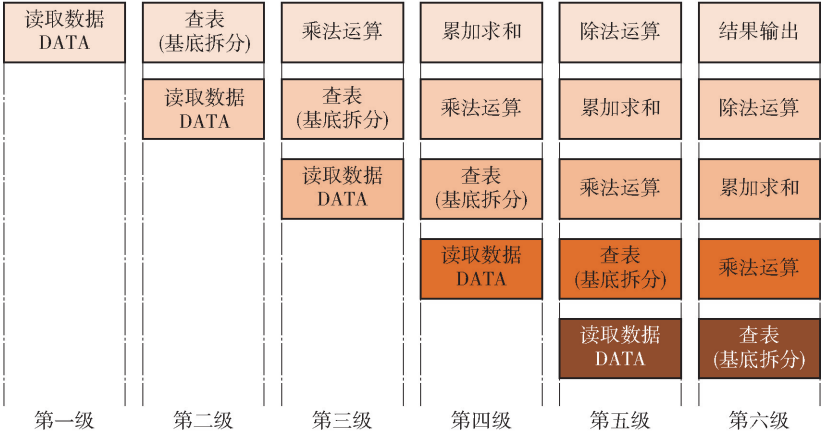 读取数据
DATA
查表
(基底拆分)
乘法运算
累加求和
除法运算
结果输出
读取数据
DATA
查表
(基底拆分)
乘法运算
累加求和
除法运算
读取数据
DATA
查表
(基底拆分)
乘法运算
累加求和
读取数据
DATA
查表
(基底拆分)
乘法运算
读取数据
DATA
查表
(基底拆分)
第一级
第二级
第三级
第四级
第五级
第六级